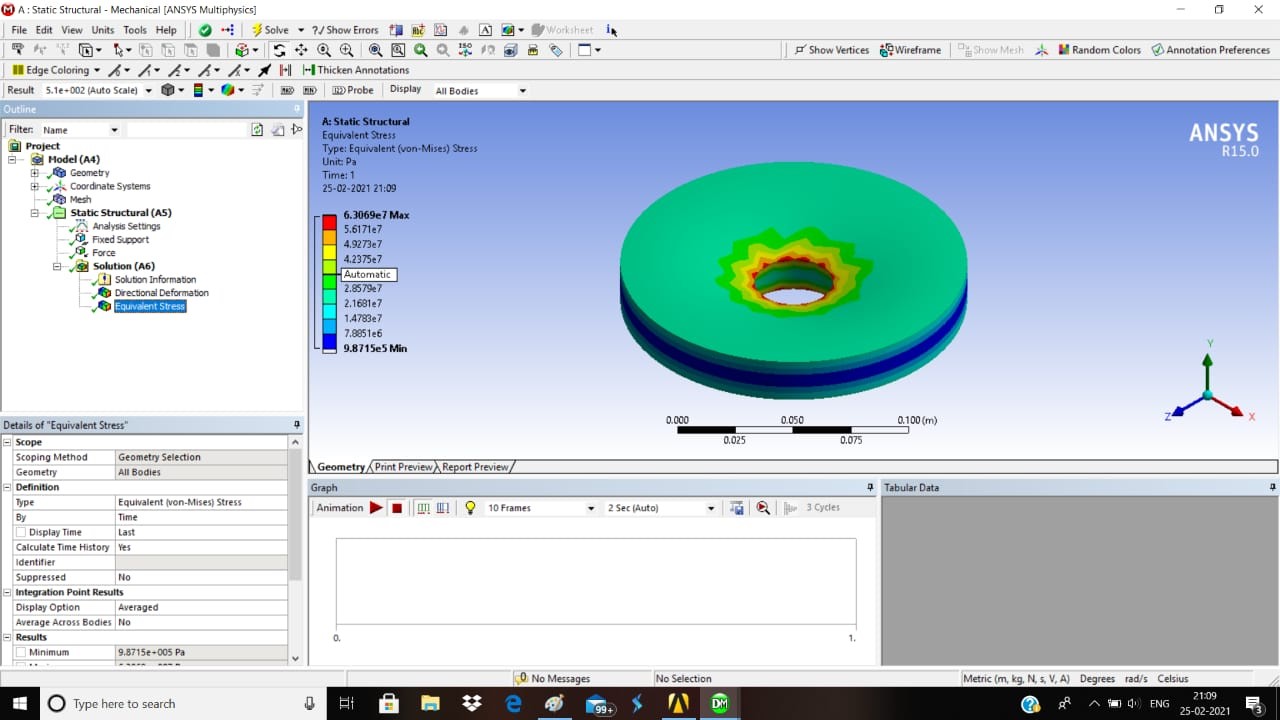 A : Static Structural - Mechanical [ANSYS Multiphysics]
File Edit View Units Tools Help Solve ?/ Show Errors Worksheet
Show Vertices Wireframe Show Mesh Random Colors Annotation Preferences
Edge Coloring Thicken Annotations
Result 5.1e+002 (Auto Scale) Probe Display All Bodies
Outline
Filter: Name
Project
Model (A4)
Geometry
Coordinate Systems
Mesh
Static Structural (A5)
Analysis Settings
Fixed Support
Force
Solution (A6)
Solution Information
Directional Deformation
Equivalent Stress
A: Static Structural
Equivalent Stress
Type: Equivalent (von-Mises) Stress
Unit: Pa
Time: 1
25-02-2021 21:09
6.3069e7 Max
5.6171e7
4.9273e7
4.2375e7
Automatic
2.8579e7
2.1681e7
1.4783e7
7.8851e6
9.8715e5 Min
ANSYS
R15.0
Y
Z
X
0.000 0.050 0.100 (m)
0.025 0.075
Geometry Print Preview Report Preview
Details of "Equivalent Stress"
Scope
Scoping Method Geometry Selection
Geometry All Bodies
Definition
Type Equivalent (von-Mises) Stress
By Time
Display Time Last
Calculate Time History Yes
Identifier
Suppressed No
Integration Point Results
Display Option Averaged
Average Across Bodies No
Results
Minimum 9.8715e+005 Pa
Graph
Animation 10 Frames 2 Sec (Auto) 3 Cycles
0. 1.
Tabular Data
No Messages No Selection Metric (m, kg, N, s, V, A) Degrees rad/s Celsius
Type here to search
99+
DM
ENG
21:09
25-02-2021
3